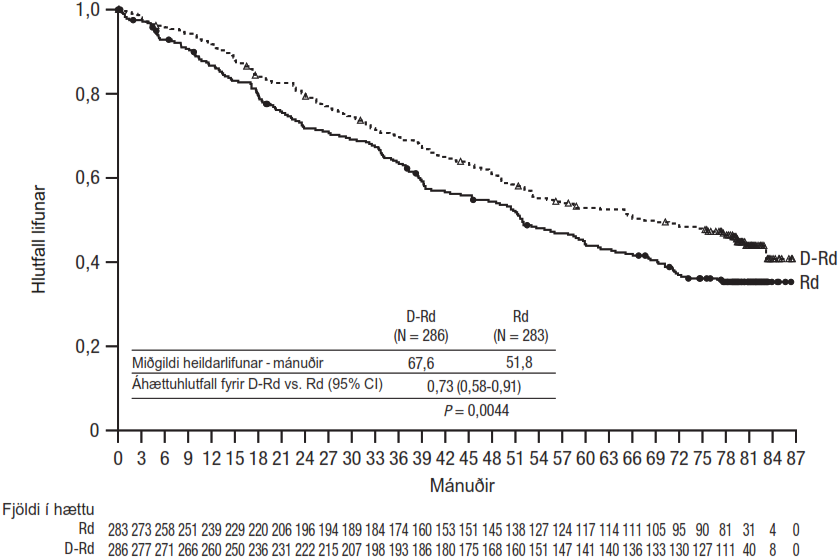 1,0
0,8
0,6
0,4
0,2
0
Hlutfall lifunar
D-Rd
Rd
D-Rd Rd
(N = 286) (N = 283)
Miðgildi heildarlifunar - mánuðir 67,6 51,8
Áhættuhlutfall fyrir D-Rd vs. Rd (95% CI) 0,73 (0,58-0,91)
P = 0,0044
0 3 6 9 12 15 18 21 24 27 30 33 36 39 42 45 48 51 54 57 60 63 66 69 72 75 78 81 84 87
Mánuðir
Fjöldi í hættu
Rd 283 273 258 251 239 229 220 206 196 194 189 184 174 160 153 151 145 138 127 124 117 114 111 105 95 90 81 31 4 0
D-Rd 286 277 271 266 260 250 236 231 222 215 207 198 193 186 180 175 168 160 151 147 141 140 136 133 130 127 111 40 8 0